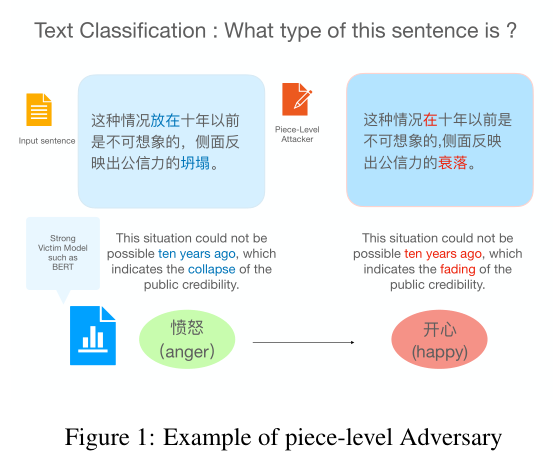 Text Classification : What type of this sentence is ?
Input sentence
这种情况放在十年以前
是不可想象的，侧面反
映出公信力的坍塌。
Piece-Level
Attacker
这种情况在十年以前是
不可想象的,侧面反映
出公信力的衰落。
Strong
Victim Model
such as
BERT
This situation could not be
possible ten years ago, which
indicates the collapse of the
public credibility.
This situation could not be
possible ten years ago, which
indicates the fading of the
public credibility.
愤怒
（anger）
开心
(happy)
Figure 1: Example of piece-level Adversary